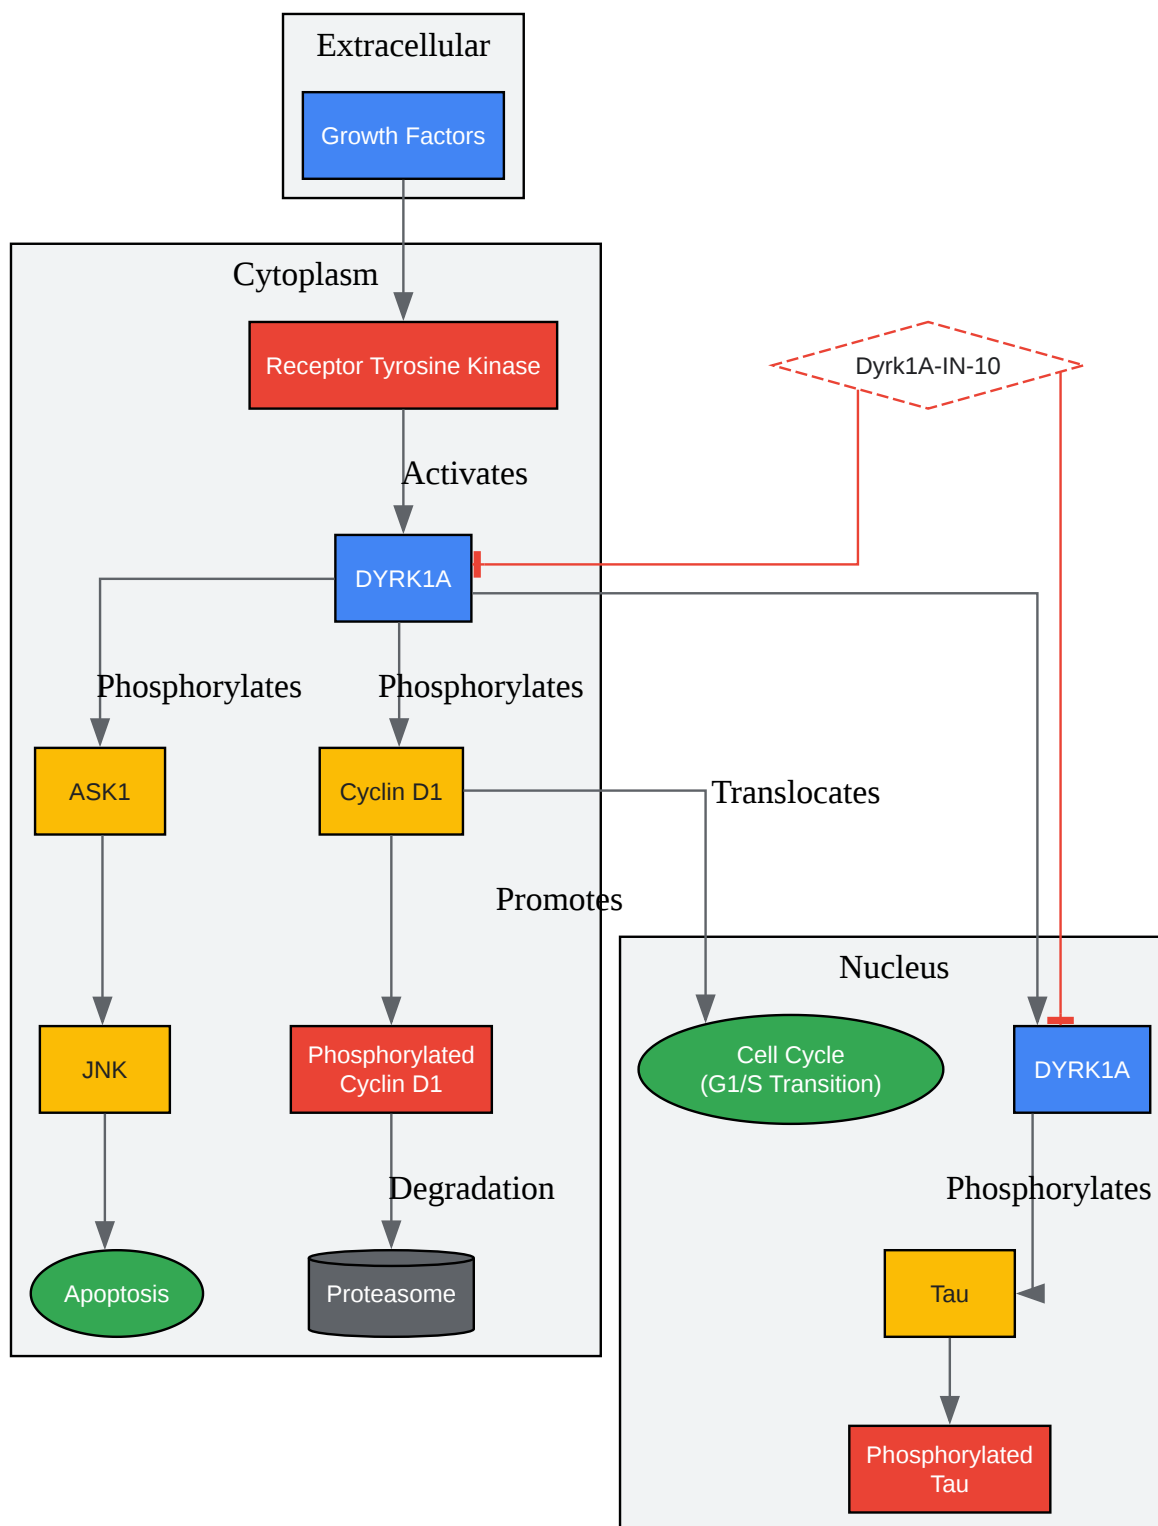 Extracellular
Growth Factors
Cytoplasm
Receptor Tyrosine Kinase
Dyrk1A-IN-10
Activates
DYRK1A
Phosphorylates
Phosphorylates
ASK1
Cyclin D1
Translocates
Promotes
Nucleus
JNK
Phosphorylated
Cyclin D1
Cell Cycle
(G1/S Transition)
DYRK1A
Degradation
Phosphorylates
Apoptosis
Proteasome
Tau
Phosphorylated
Tau